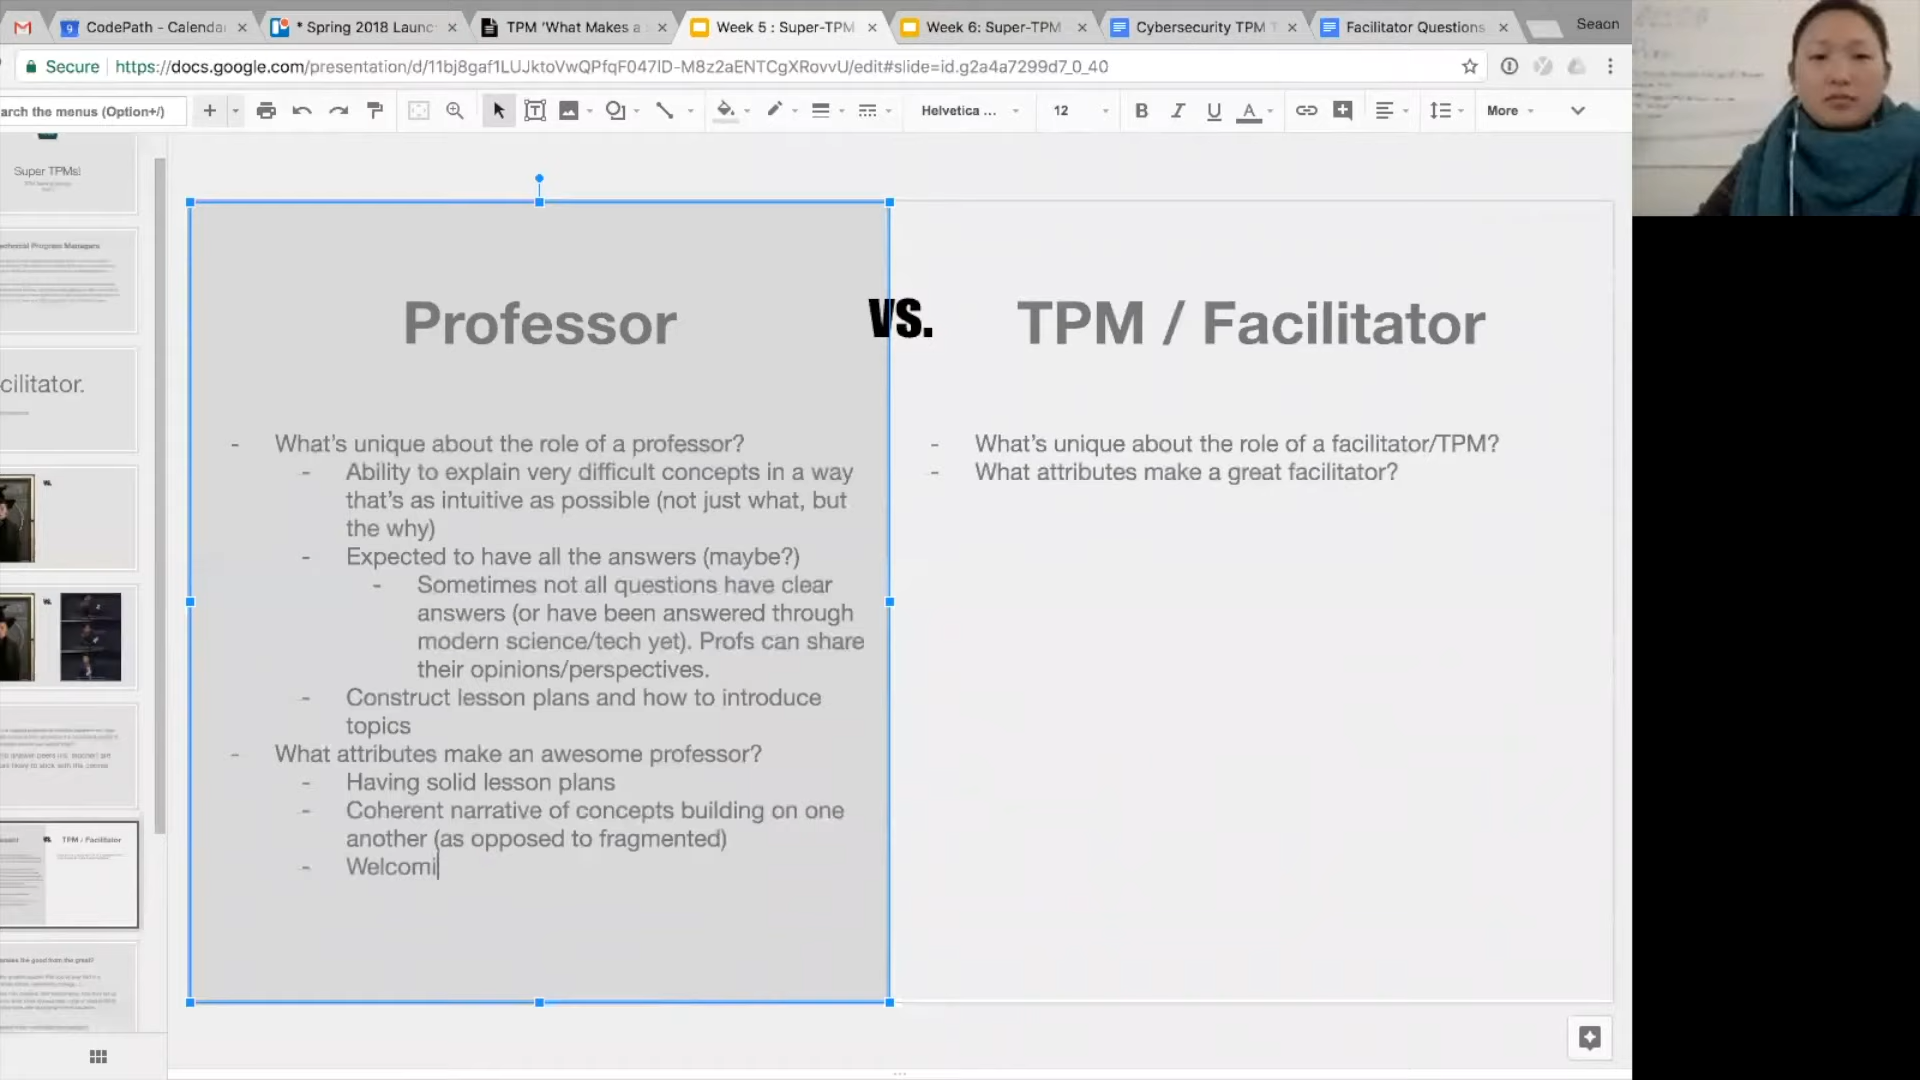 CodePath - Calenda
* Spring 2018 Launc
TPM 'What Makes a
Week 5 : Super-TPM
Week 6: Super-TPM
Cybersecurity TPM T
Facilitator Questions
Secure
https://docs.google.com/presentation/d/11bj8gaf1LUJktoVwQPfqF047ID-M8z2aENTCgXRovvU/edit#slide=id.g2a4a7299d7_0_40
arch the menus (Option+/)
Helvetica ...
12
B
I
U
A
More
Super TPMs!
cilitator.
TPM / Facilitator
Professor
VS.
TPM / Facilitator
- What's unique about the role of a professor?
- Ability to explain very difficult concepts in a way
that's as intuitive as possible (not just what, but
the why)
- Expected to have all the answers (maybe?)
- Sometimes not all questions have clear
answers (or have been answered through
modern science/tech yet). Profs can share
their opinions/perspectives.
- Construct lesson plans and how to introduce
topics
- What attributes make an awesome professor?
- Having solid lesson plans
- Coherent narrative of concepts building on one
another (as opposed to fragmented)
- Welcomi
- What's unique about the role of a facilitator/TPM?
- What attributes make a great facilitator?